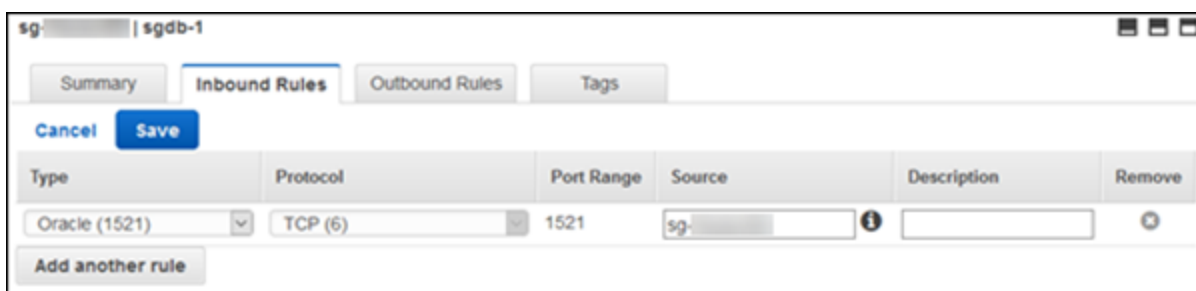 sg- | sgdb-1
Summary Inbound Rules Outbound Rules Tags
Cancel Save
Type Protocol Port Range Source Description Remove
Oracle (1521) TCP (6) 1521 sg-
Add another rule